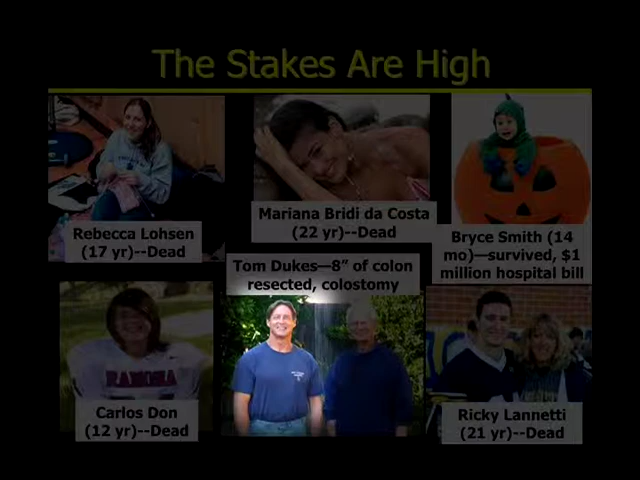 The Stakes Are High
Rebecca Lohsen
(17 yr)--Dead
Mariana Bridi da Costa
(22 yr)--Dead
Bryce Smith (14
mo)—survived, $1
million hospital bill
Tom Dukes—8” of colon
resected, colostomy
RAMONA
Carlos Don
(12 yr)--Dead
Ricky Lannetti
(21 yr)--Dead